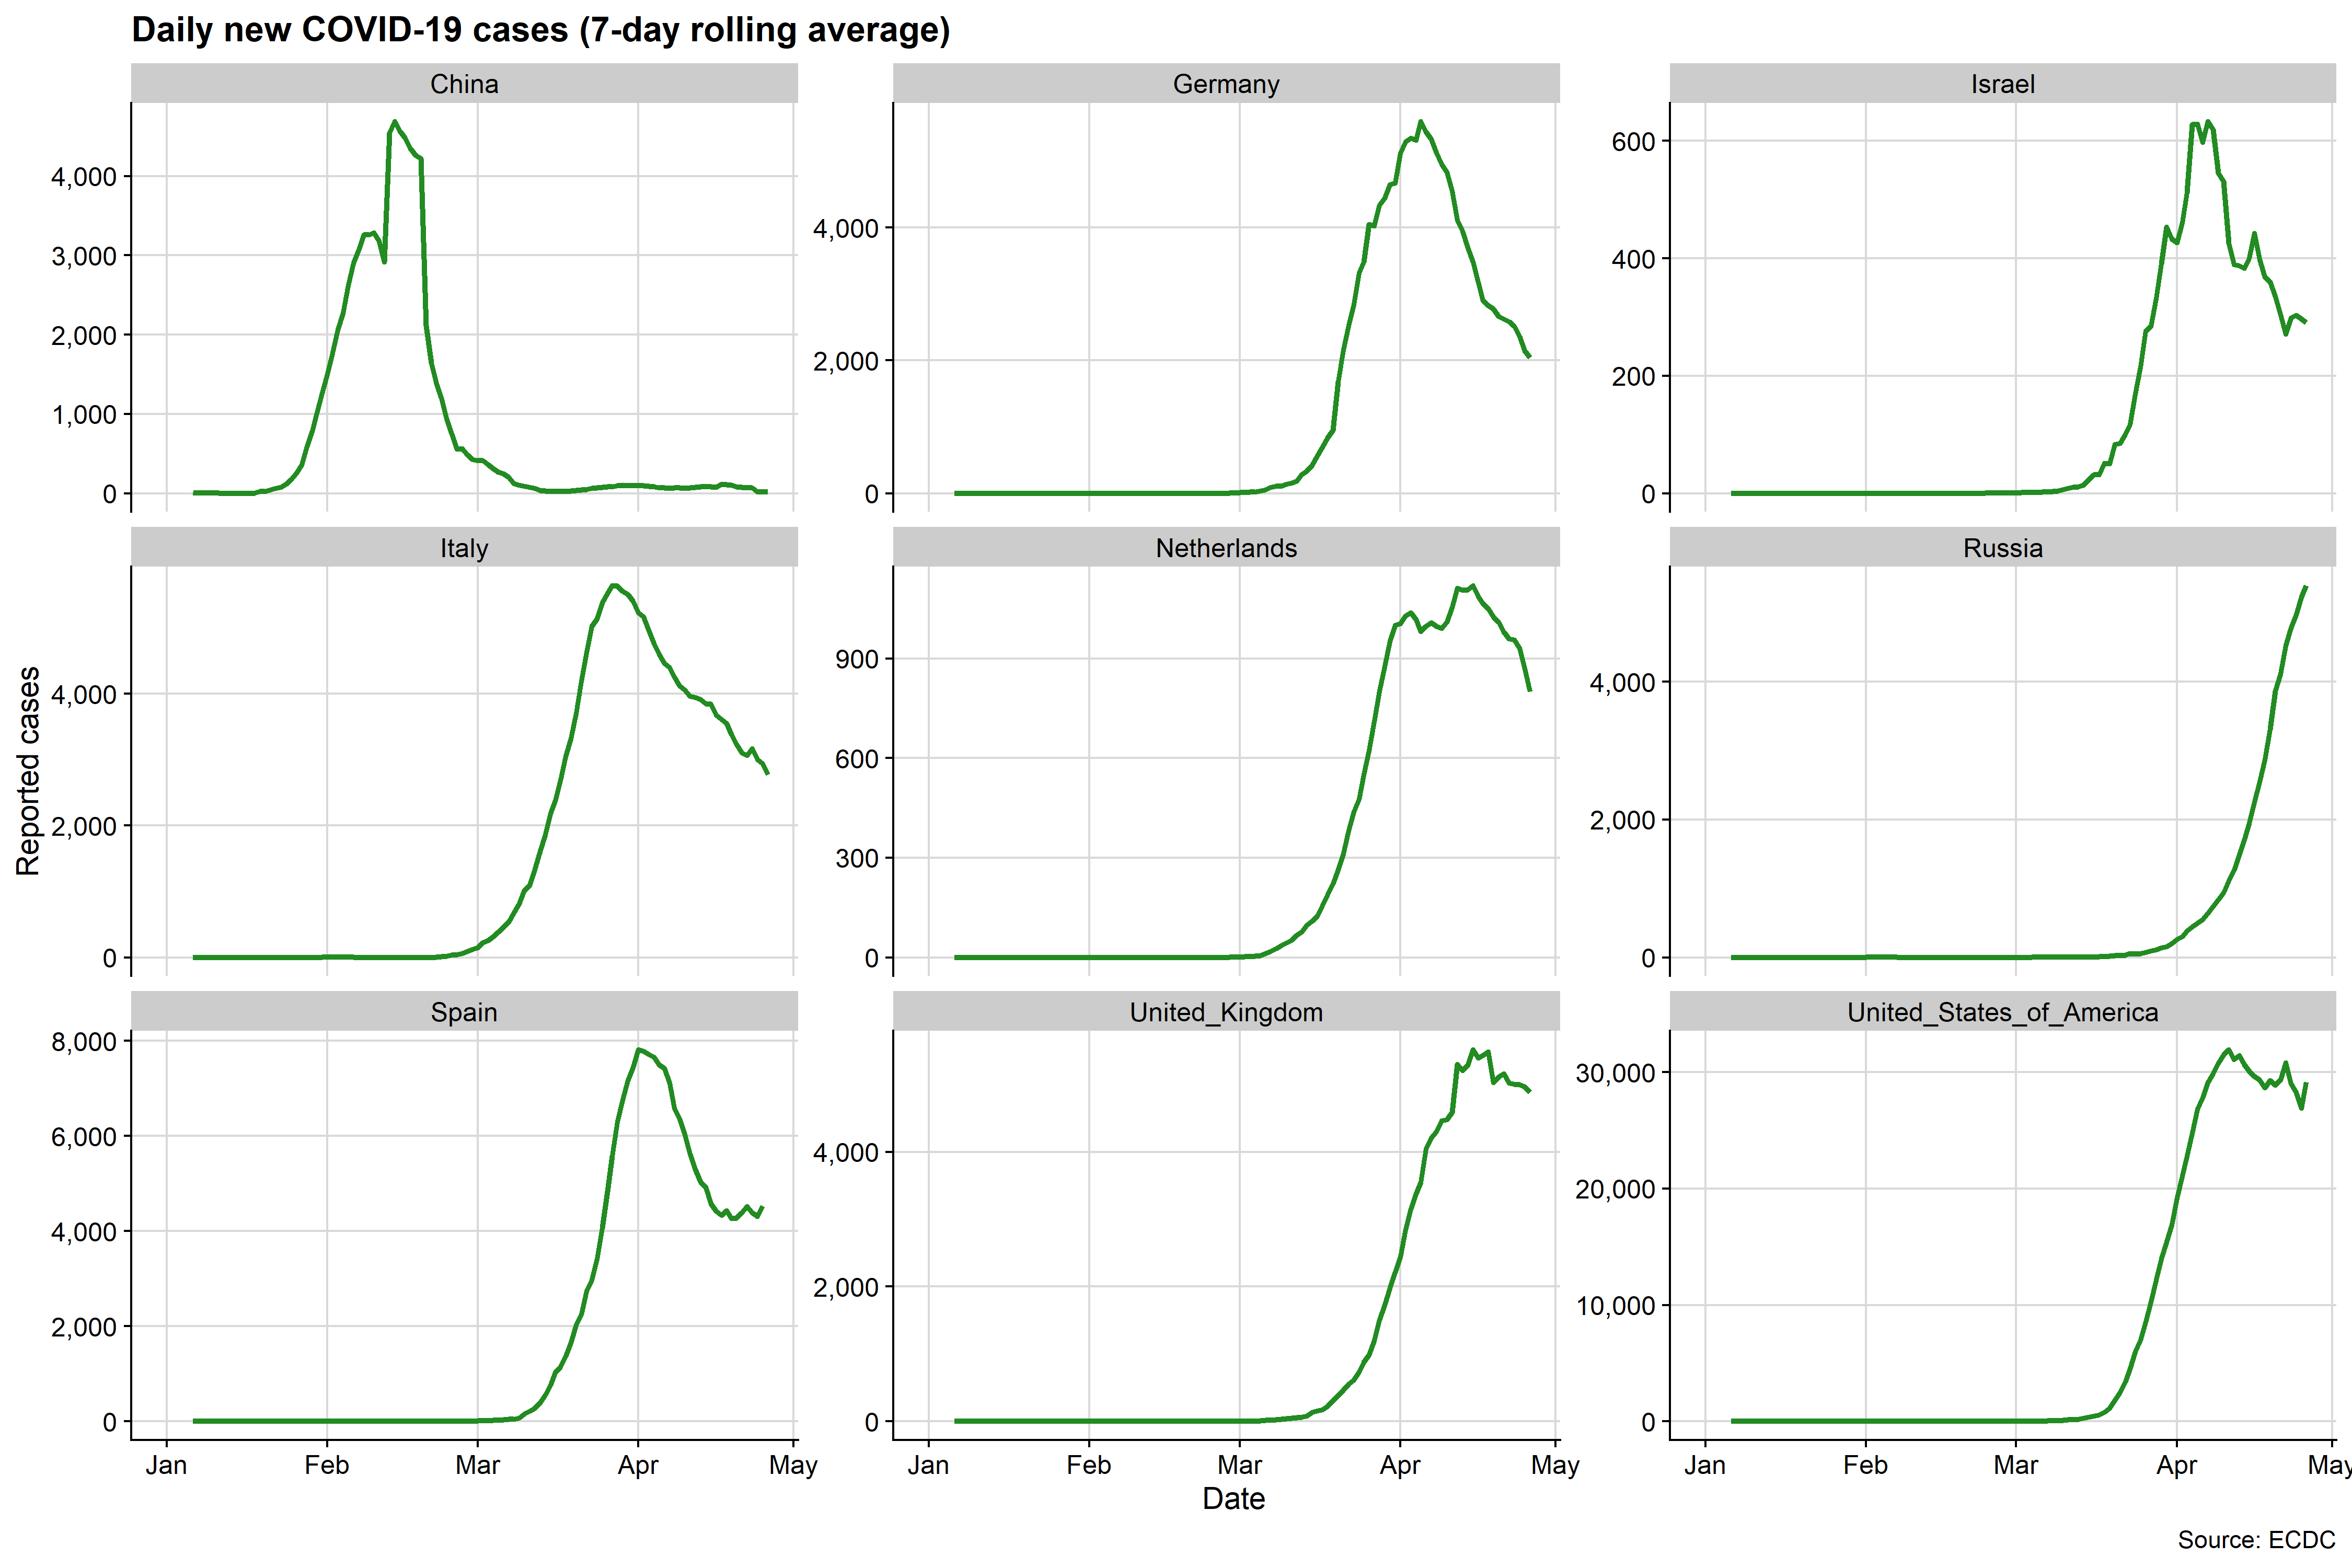 Daily new COVID-19 cases (7-day rolling average)
China
Germany
Israel
4,000
3,000
2,000
1,000
0
4,000
2,000
0
600
400
200
0
Italy
Netherlands
Russia
4,000
2,000
0
900
600
300
0
4,000
2,000
0
Reported cases
Spain
United_Kingdom
United_States_of_America
8,000
6,000
4,000
2,000
0
4,000
2,000
0
30,000
20,000
10,000
0
Jan Feb Mar Apr May
Jan Feb Mar Apr May
Jan Feb Mar Apr May
Date
Source: ECDC